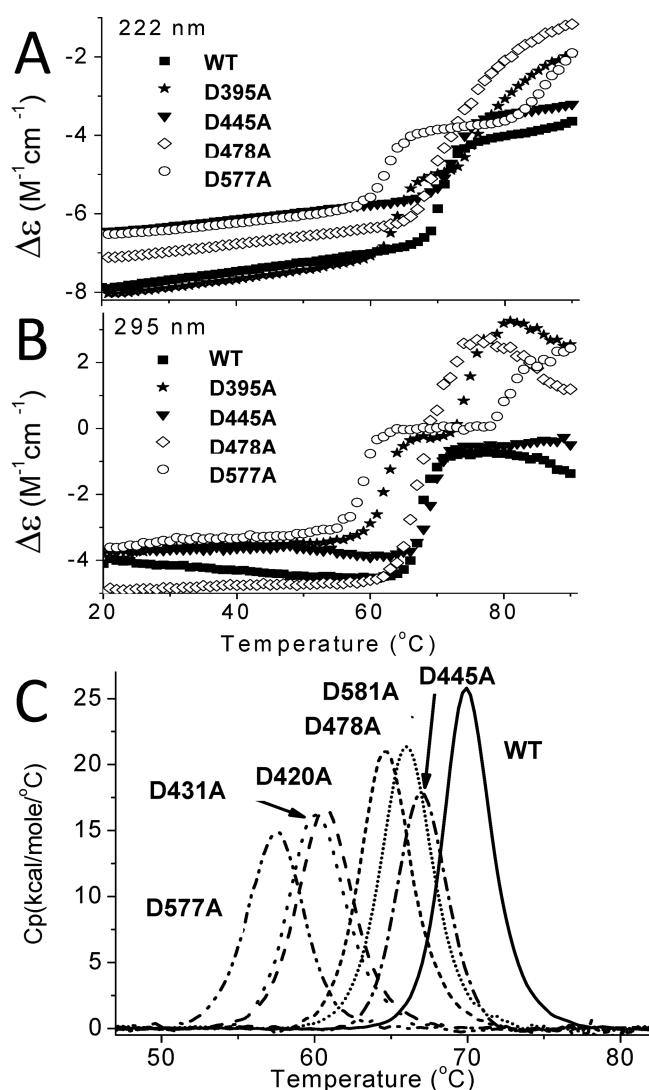 A
222 nm
WT
D395A
D445A
D478A
D577A
Δε (M⁻¹cm⁻¹)
-2
-4
-6
-8
B
295 nm
WT
D395A
D445A
D478A
D577A
Δε (M⁻¹cm⁻¹)
2
0
-2
-4
20 40 60 80
Temperature (°C)
C
D445A
D581A
D478A
WT
D420A
D431A
D577A
Cp(kcal/mole/°C)
25
20
15
10
5
0
50 60 70 80
Temperature (°C)